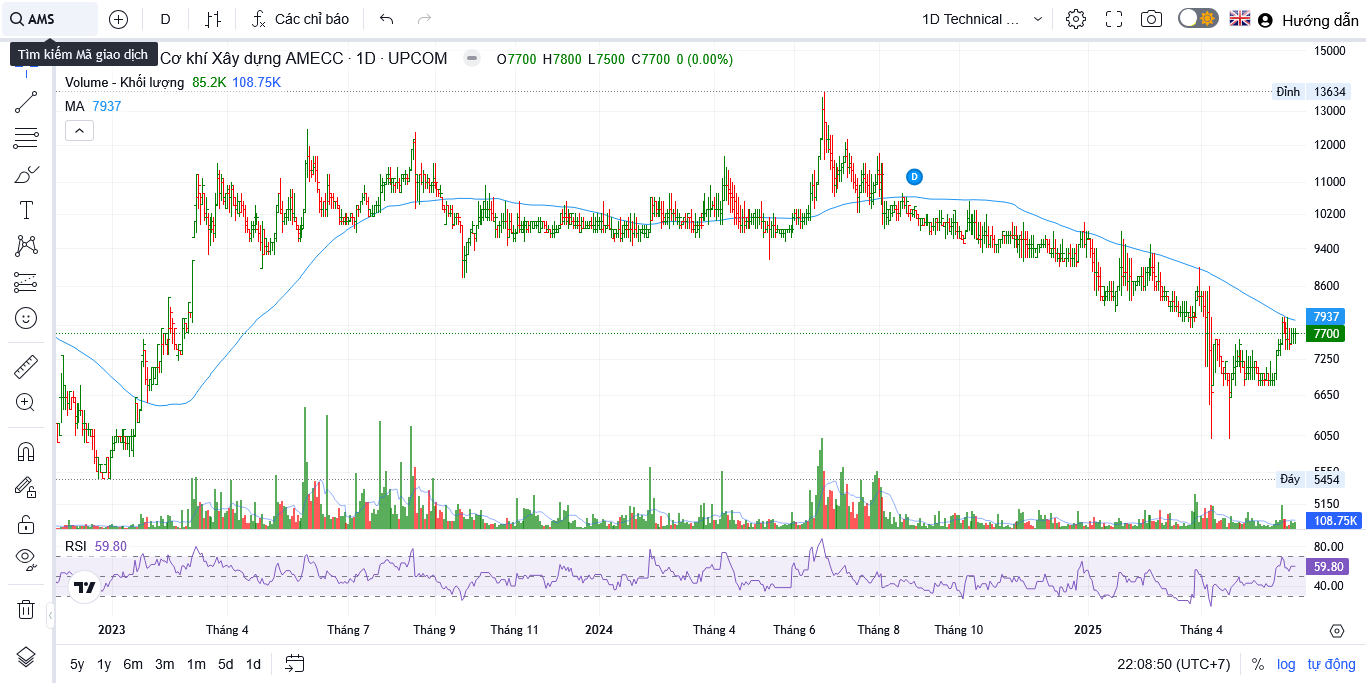 AMS
D
Các chỉ báo
1D Technical ...
Hướng dẫn
Tìm kiếm Mã giao dịch
Cơ khí Xây dựng AMECC · 1D · UPCOM
O7700 H7800 L7500 C7700 0 (0.00%)
Volume - Khối lượng 85.2K 108.75K
MA 7937
D
15000
Đỉnh 13634
13000
12000
11000
10200
9400
8600
7937
7700
7250
6650
6050
Đáy 5454
5150
108.75K
RSI 59.80
80.00
59.80
40.00
2023 Tháng 4 Tháng 7 Tháng 9 Tháng 11 2024 Tháng 4 Tháng 6 Tháng 8 Tháng 10 2025 Tháng 4
5y 1y 6m 3m 1m 5d 1d
22:08:50 (UTC+7) % log tự động